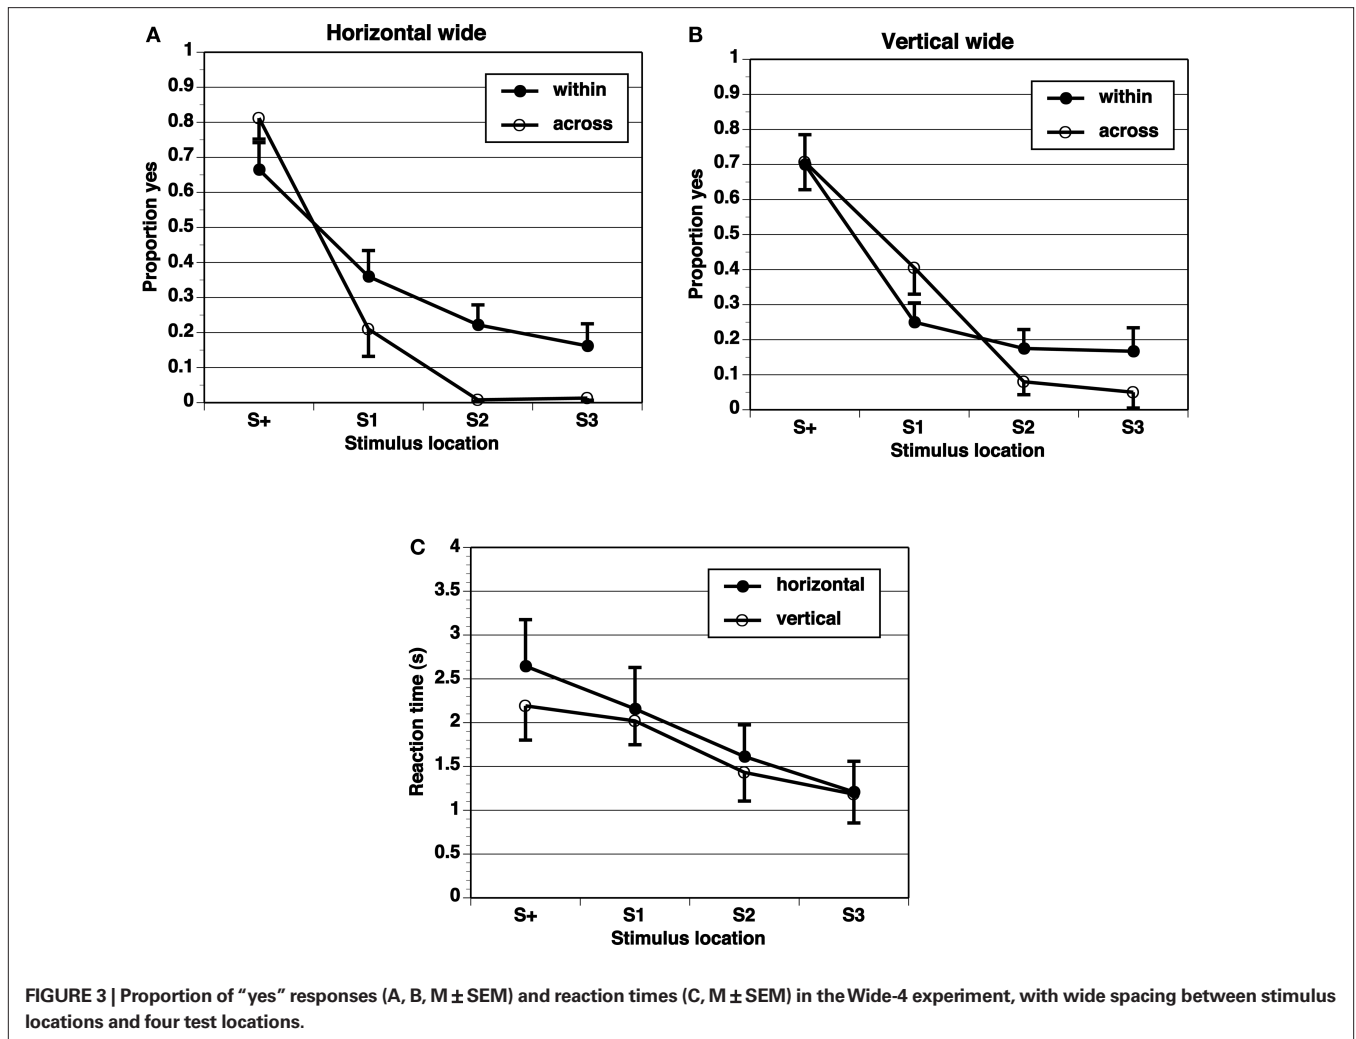 A
Horizontal wide
1
0.9
0.8
0.7
0.6
0.5
0.4
0.3
0.2
0.1
0
Proportion yes
within
across
S+ S1 S2 S3
Stimulus location
B
Vertical wide
1
0.9
0.8
0.7
0.6
0.5
0.4
0.3
0.2
0.1
0
Proportion yes
within
across
S+ S1 S2 S3
Stimulus location
C
4
3.5
3
2.5
2
1.5
1
0.5
0
Reaction time (s)
horizontal
vertical
S+ S1 S2 S3
Stimulus location
FIGURE 3 | Proportion of “yes” responses (A, B, M ± SEM) and reaction times (C, M ± SEM) in the Wide-4 experiment, with wide spacing between stimulus
locations and four test locations.